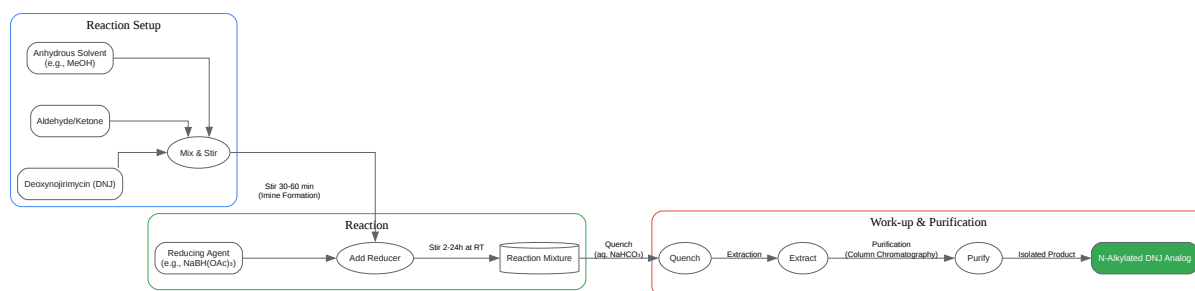 Reaction Setup
Anhydrous Solvent
(e.g., MeOH)
Aldehyde/Ketone
Mix & Stir
Deoxynojirimycin (DNJ)
Stir 30-60 min
(Imine Formation)
Reaction
Reducing Agent
(e.g., NaBH(OAc)₃)
Add Reducer
Stir 2-24h at RT
Reaction Mixture
Quench
(aq. NaHCO₃)
Work-up & Purification
Quench
Extraction
Extract
Purification
(Column Chromatography)
Purify
Isolated Product
N-Alkylated DNJ Analog